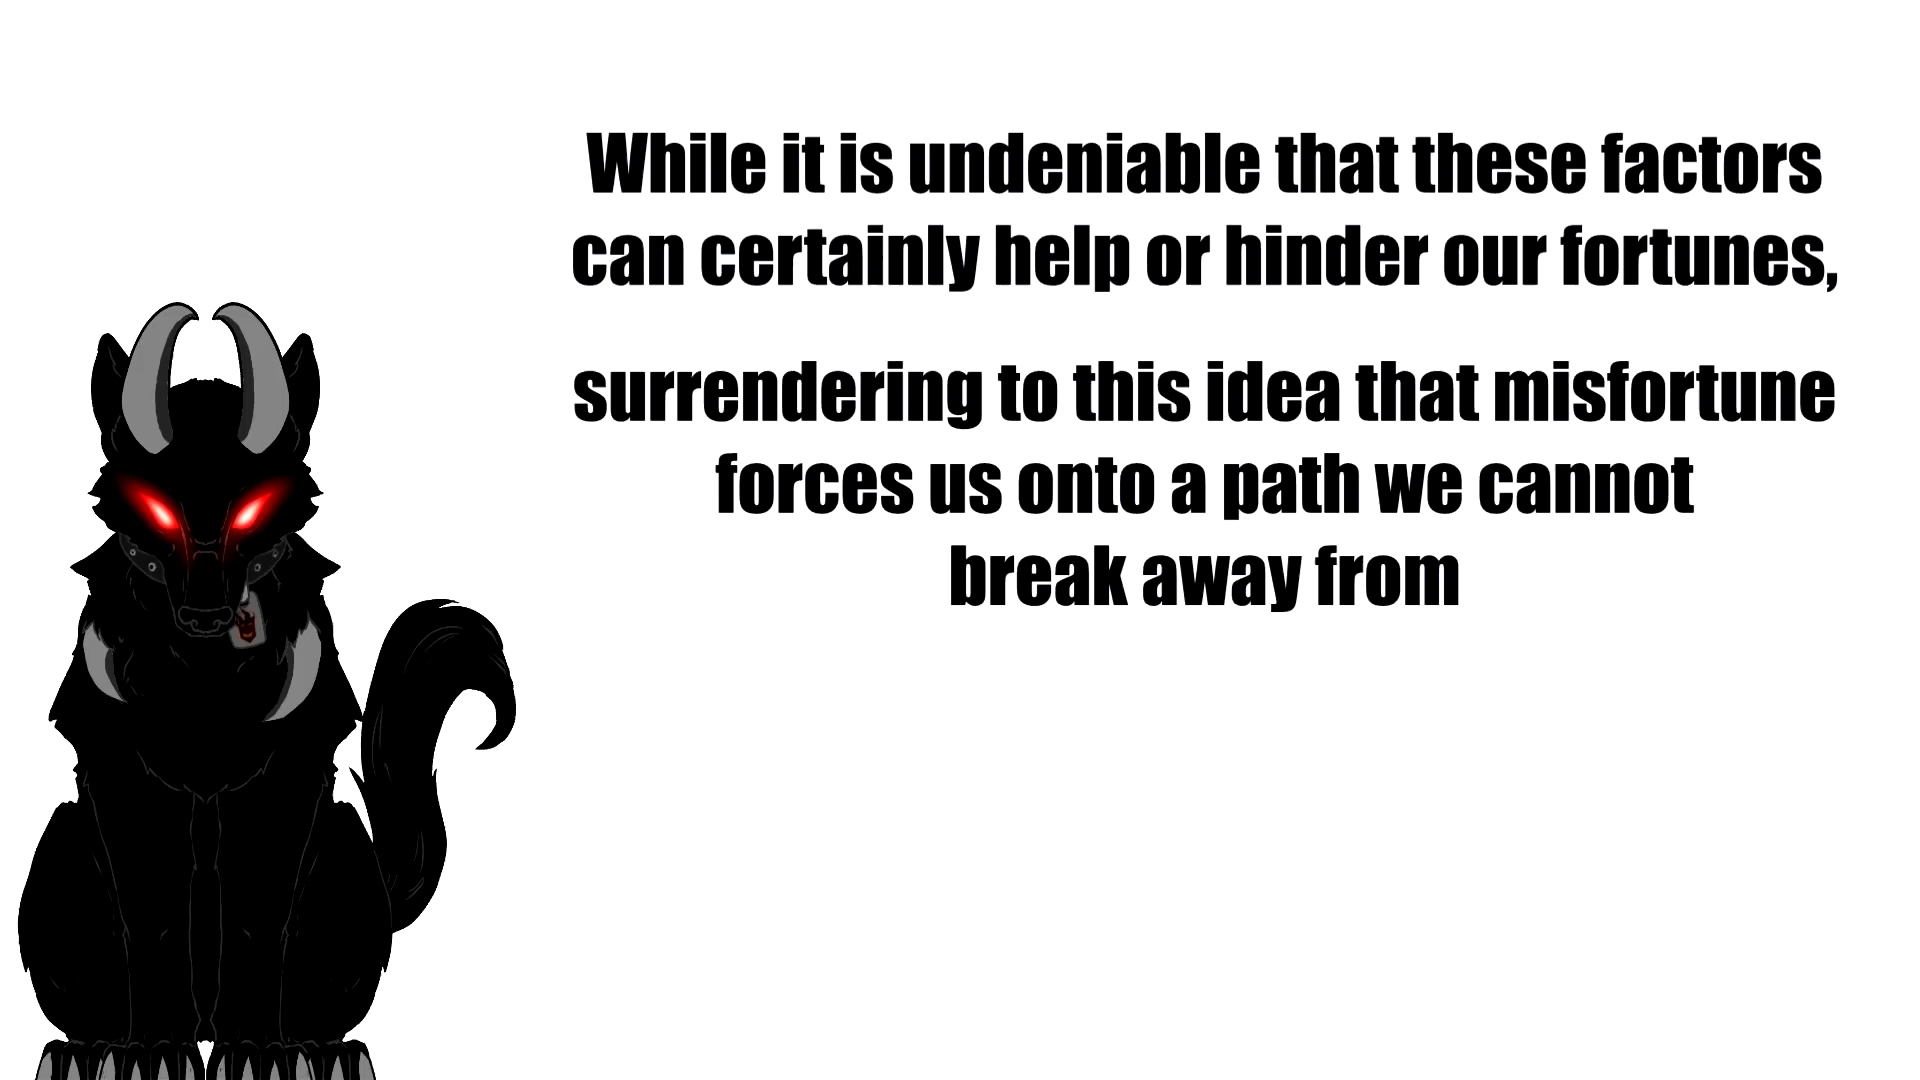 While it is undeniable that these factors
can certainly help or hinder our fortunes,
surrendering to this idea that misfortune
forces us onto a path we cannot
break away from